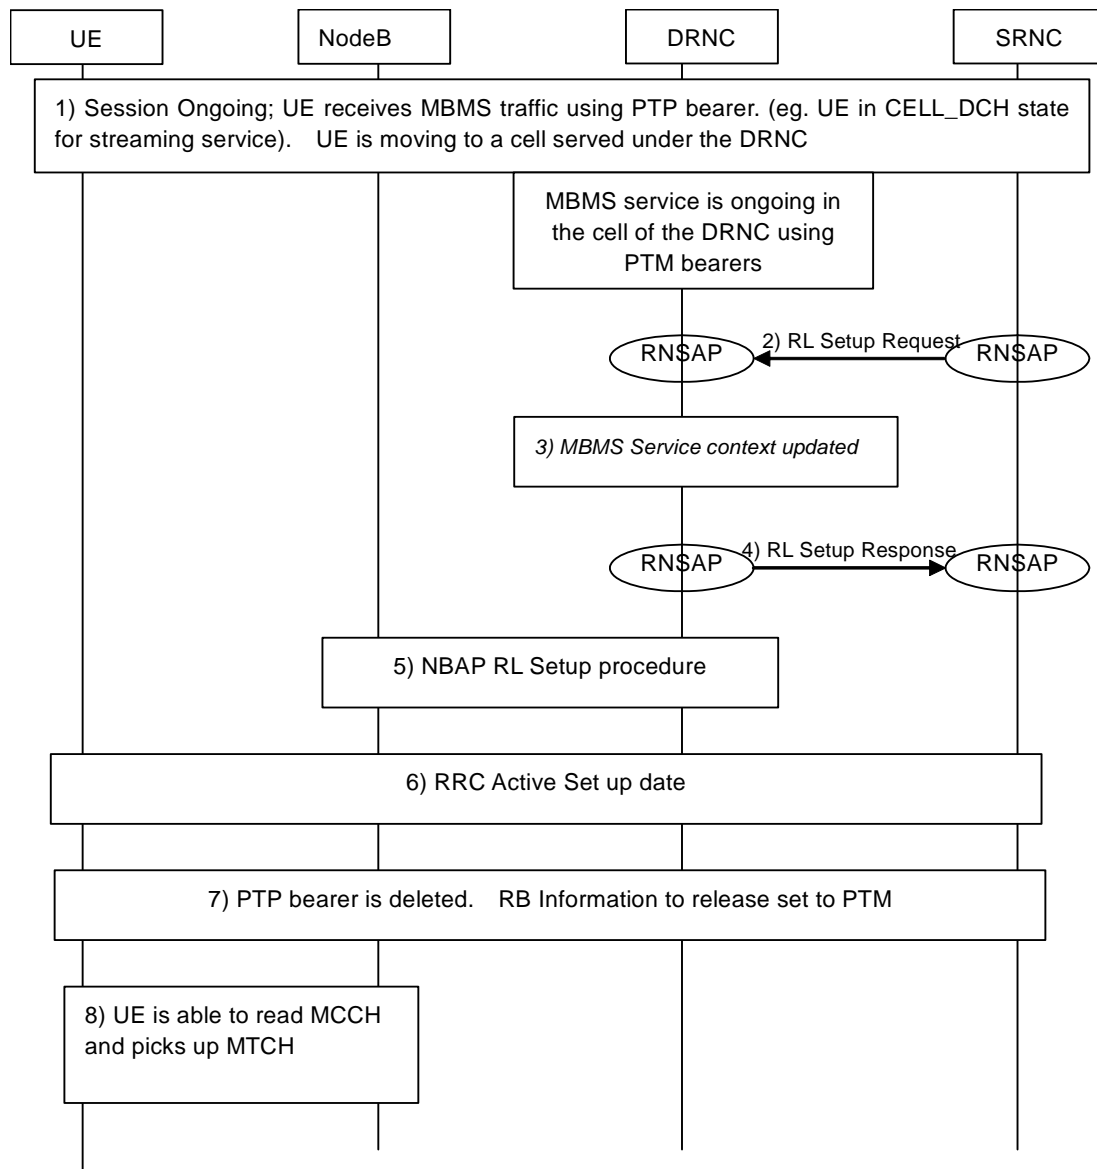 UE
NodeB
DRNC
SRNC
1) Session Ongoing; UE receives MBMS traffic using PTP bearer. (eg. UE in CELL_DCH state
for streaming service). UE is moving to a cell served under the DRNC
MBMS service is ongoing in
the cell of the DRNC using
PTM bearers
RNSAP
2) RL Setup Request
RNSAP
3) MBMS Service context updated
RNSAP
4) RL Setup Response
RNSAP
5) NBAP RL Setup procedure
6) RRC Active Set up date
7) PTP bearer is deleted. RB Information to release set to PTM
8) UE is able to read MCCH
and picks up MTCH